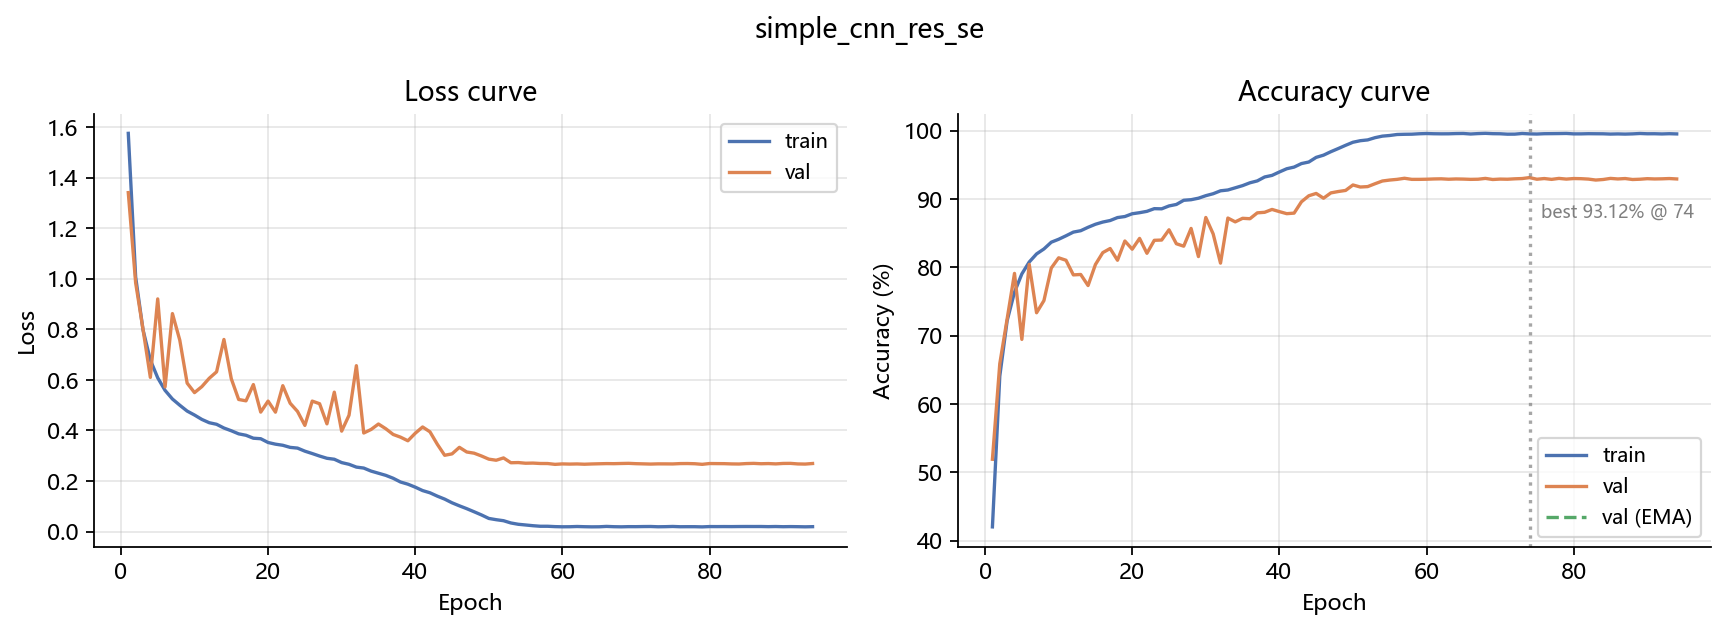 simple_cnn_res_se
Loss curve
1.6
1.4
1.2
1.0
0.8
0.6
0.4
0.2
0.0
Loss
0
20
40
60
80
Epoch
train
val
Accuracy curve
100
90
80
70
60
50
40
Accuracy (%)
0
20
40
60
80
Epoch
best 93.12% @ 74
train
val
val (EMA)